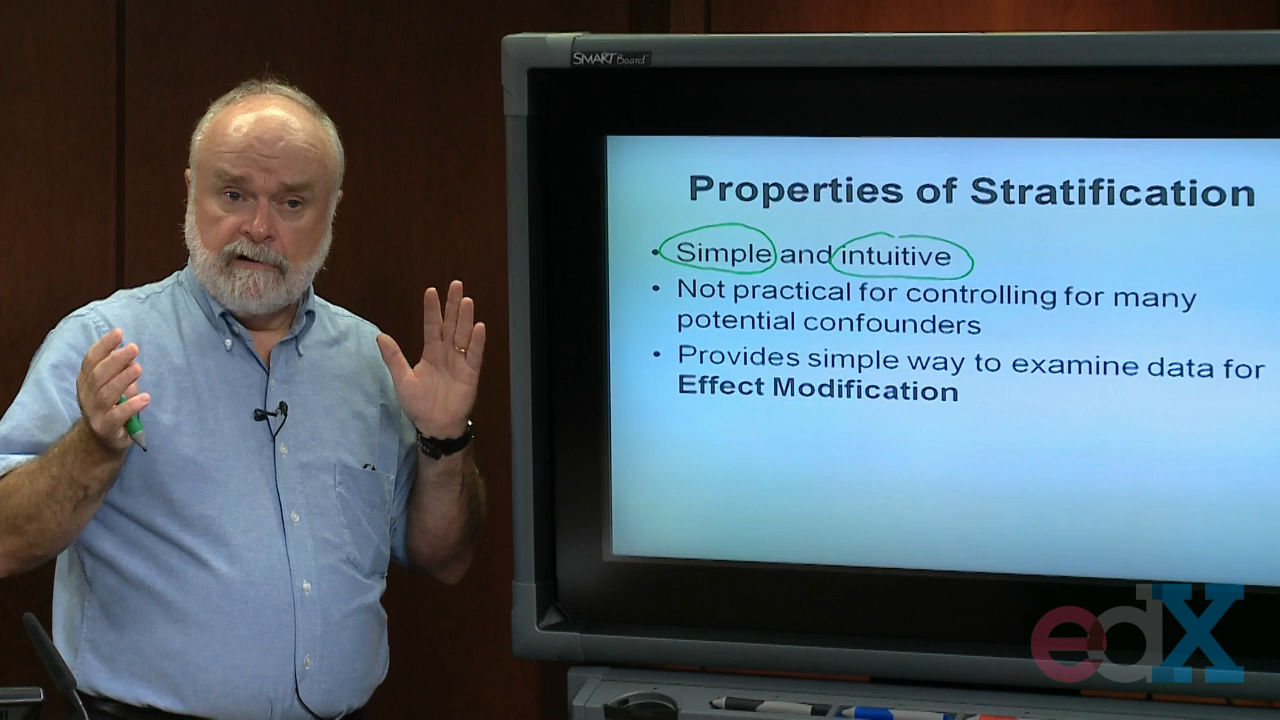 SMART Board
Properties of Stratification
• Simple and intuitive
• Not practical for controlling for many
potential confounders
• Provides simple way to examine data for
Effect Modification
edX